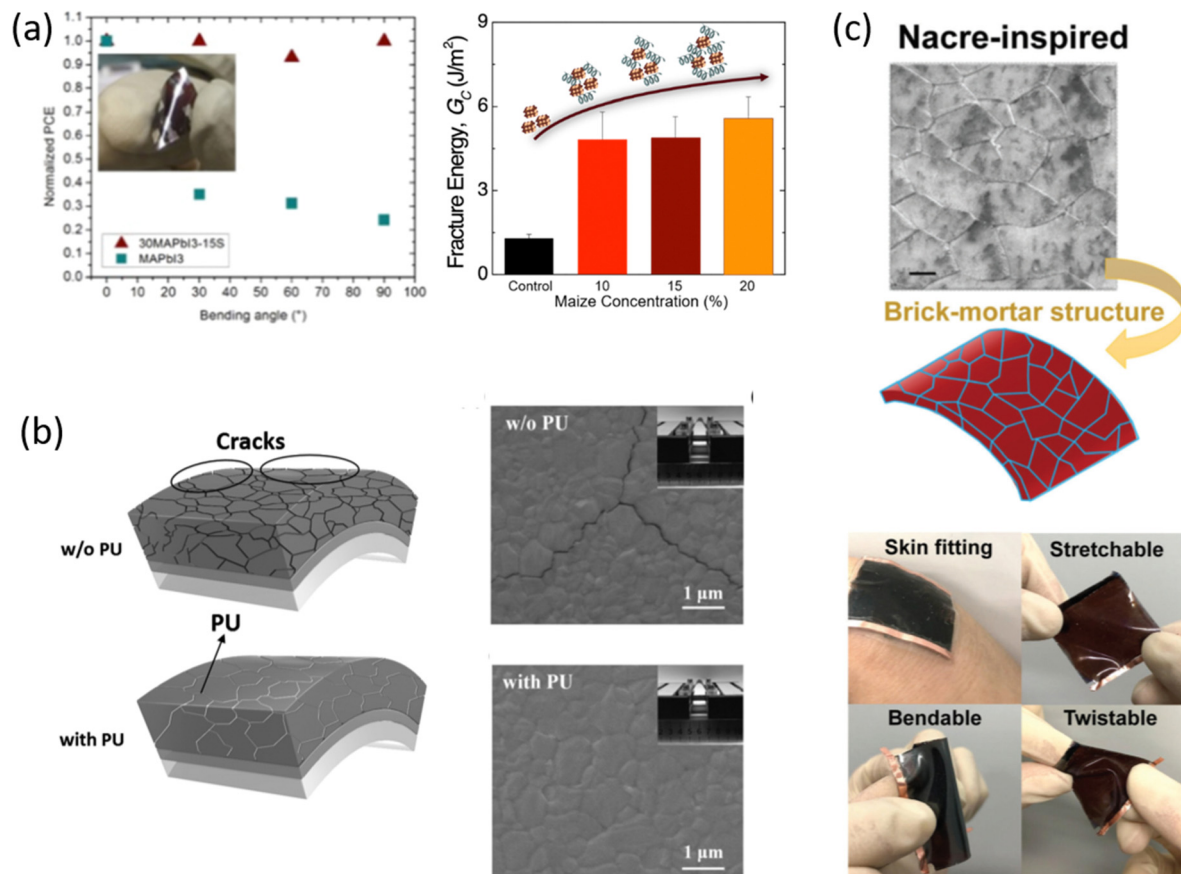 (a)
1.1
1.0
0.9
0.8
0.7
0.6
0.5
0.4
0.3
0.2
0.1
0.0
Normalized PCE
30MAPbI3-15S
MAPbI3
0 10 20 30 40 50 60 70 80 90 100
Bending angle (°)
Fracture Energy, G_C (J/m²)
9
6
3
0
Control 10 15 20
Maize Concentration (%)
(b)
Cracks
w/o PU
PU
with PU
w/o PU
1 μm
with PU
1 μm
(c)
Nacre-inspired
Brick-mortar structure
Skin fitting
Stretchable
Bendable
Twistable